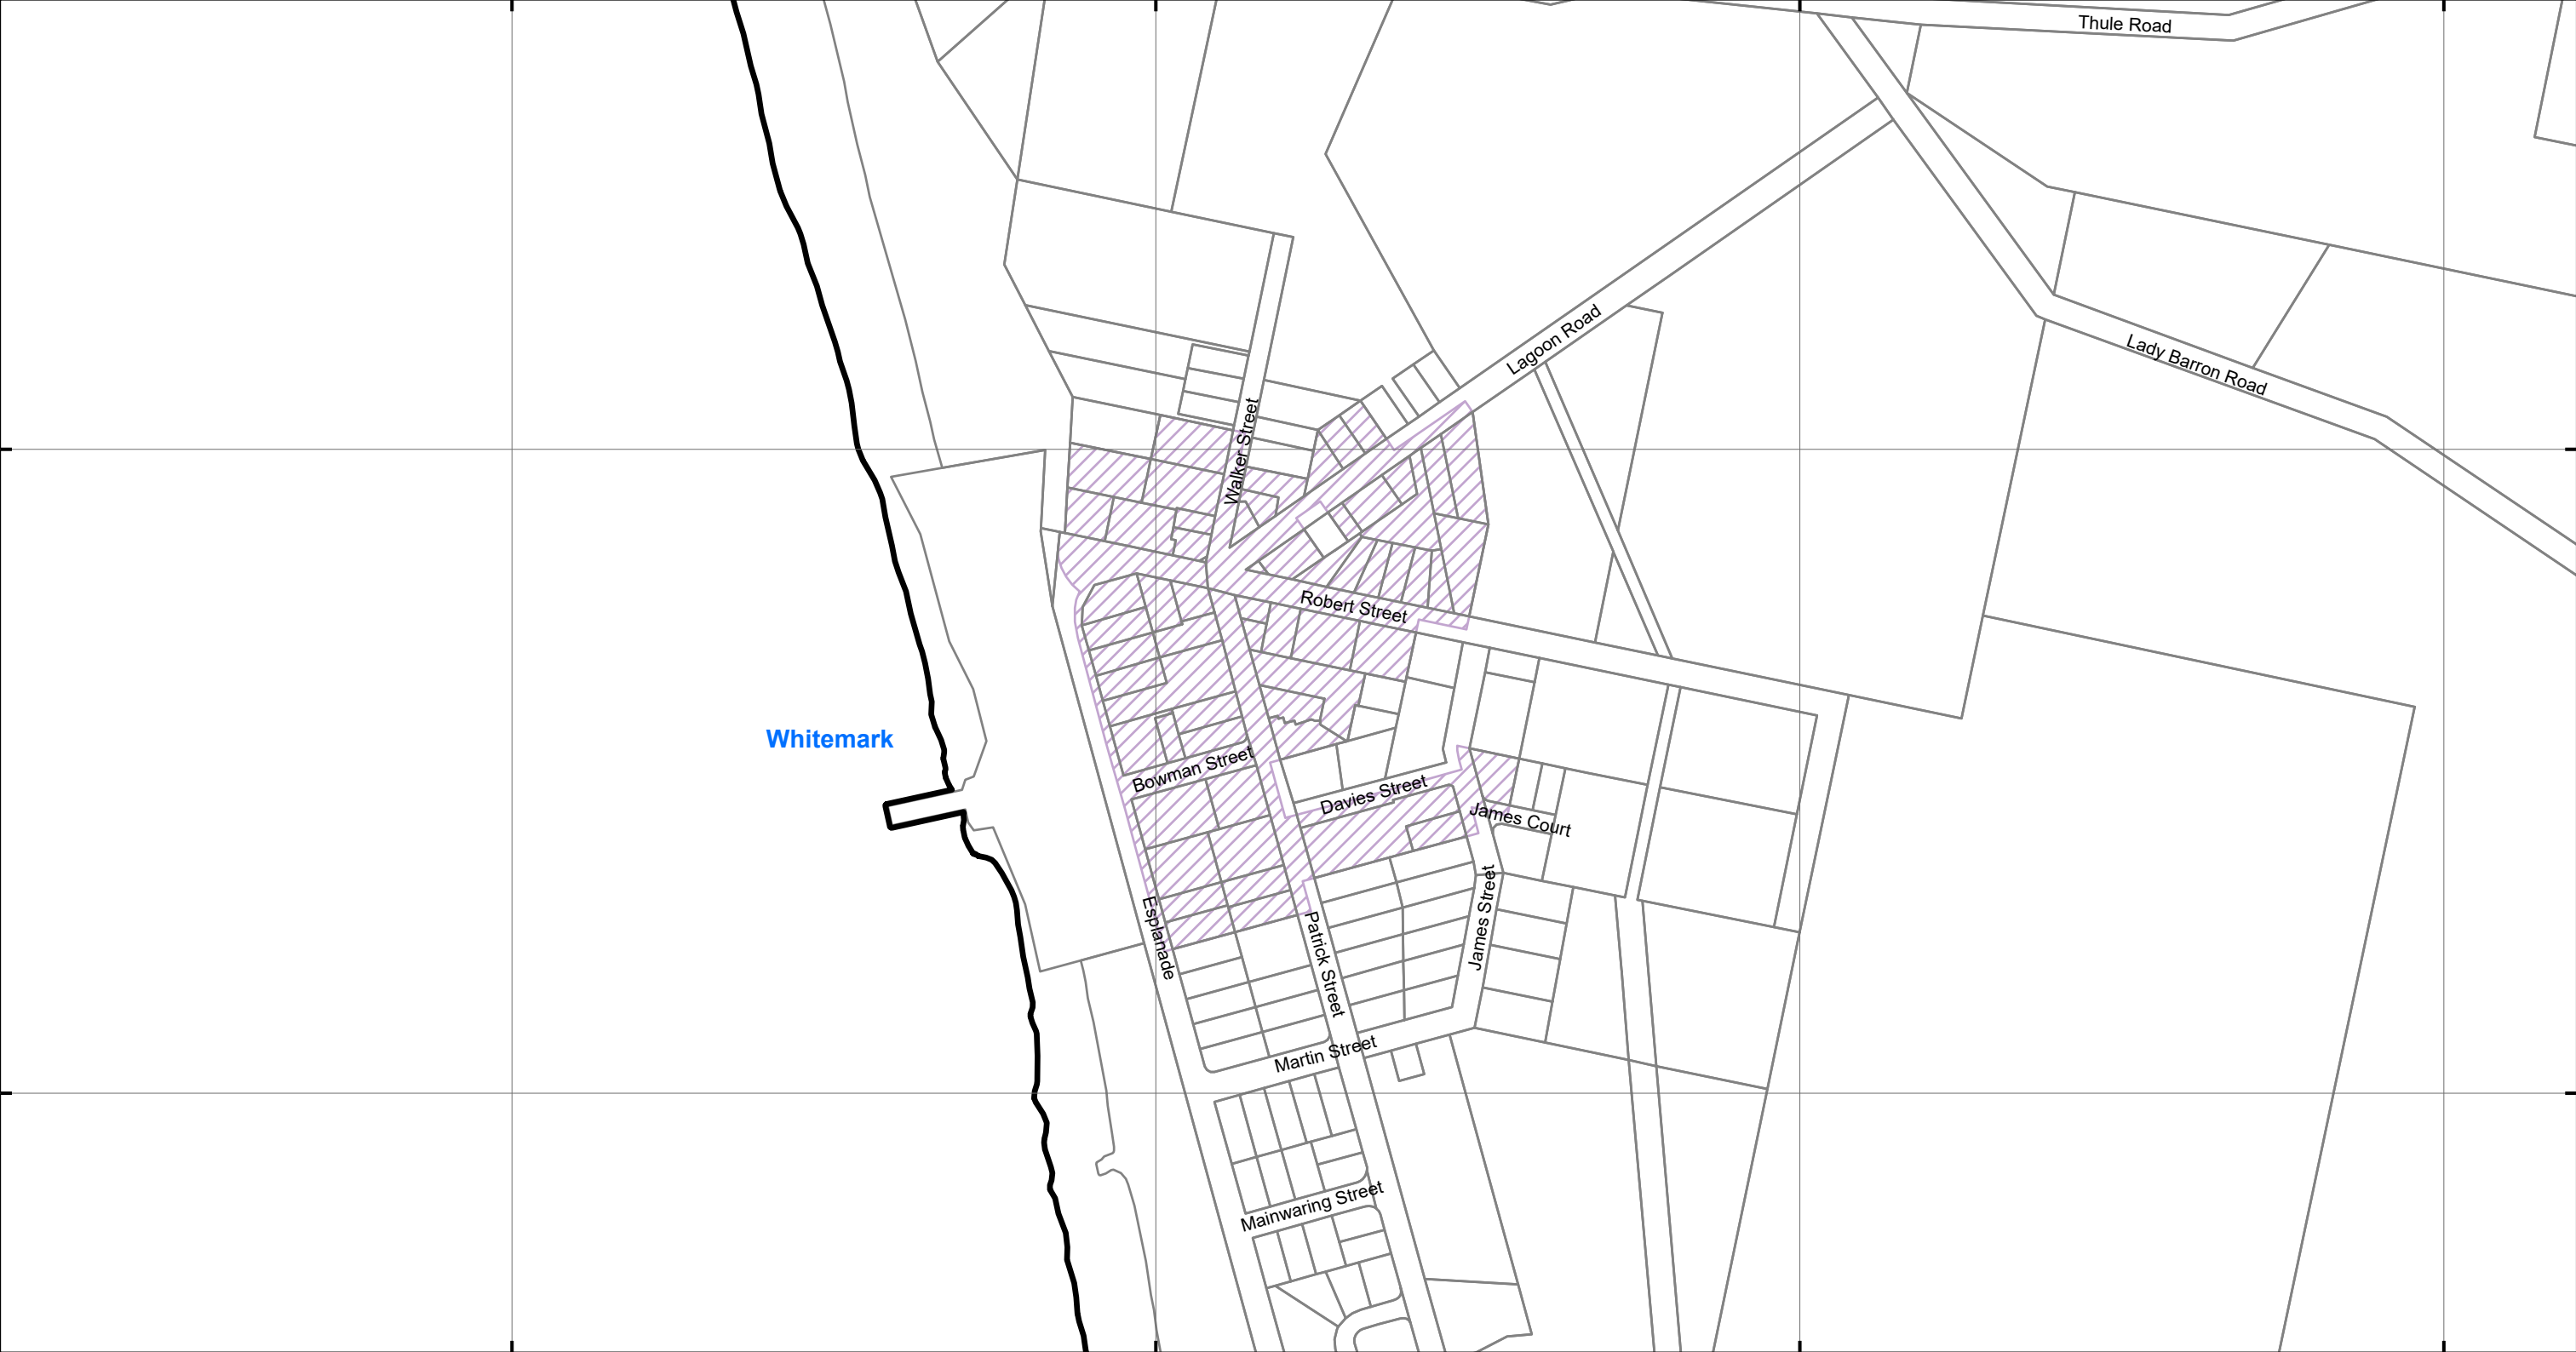 Thule Road
Lagoon Road
Lady Barron Road
Walker Street
Robert Street
Whitemark
Bowman Street
Davies Street
James Court
James Street
Esplanade
Patrick Street
Martin Street
Mainwaring Street